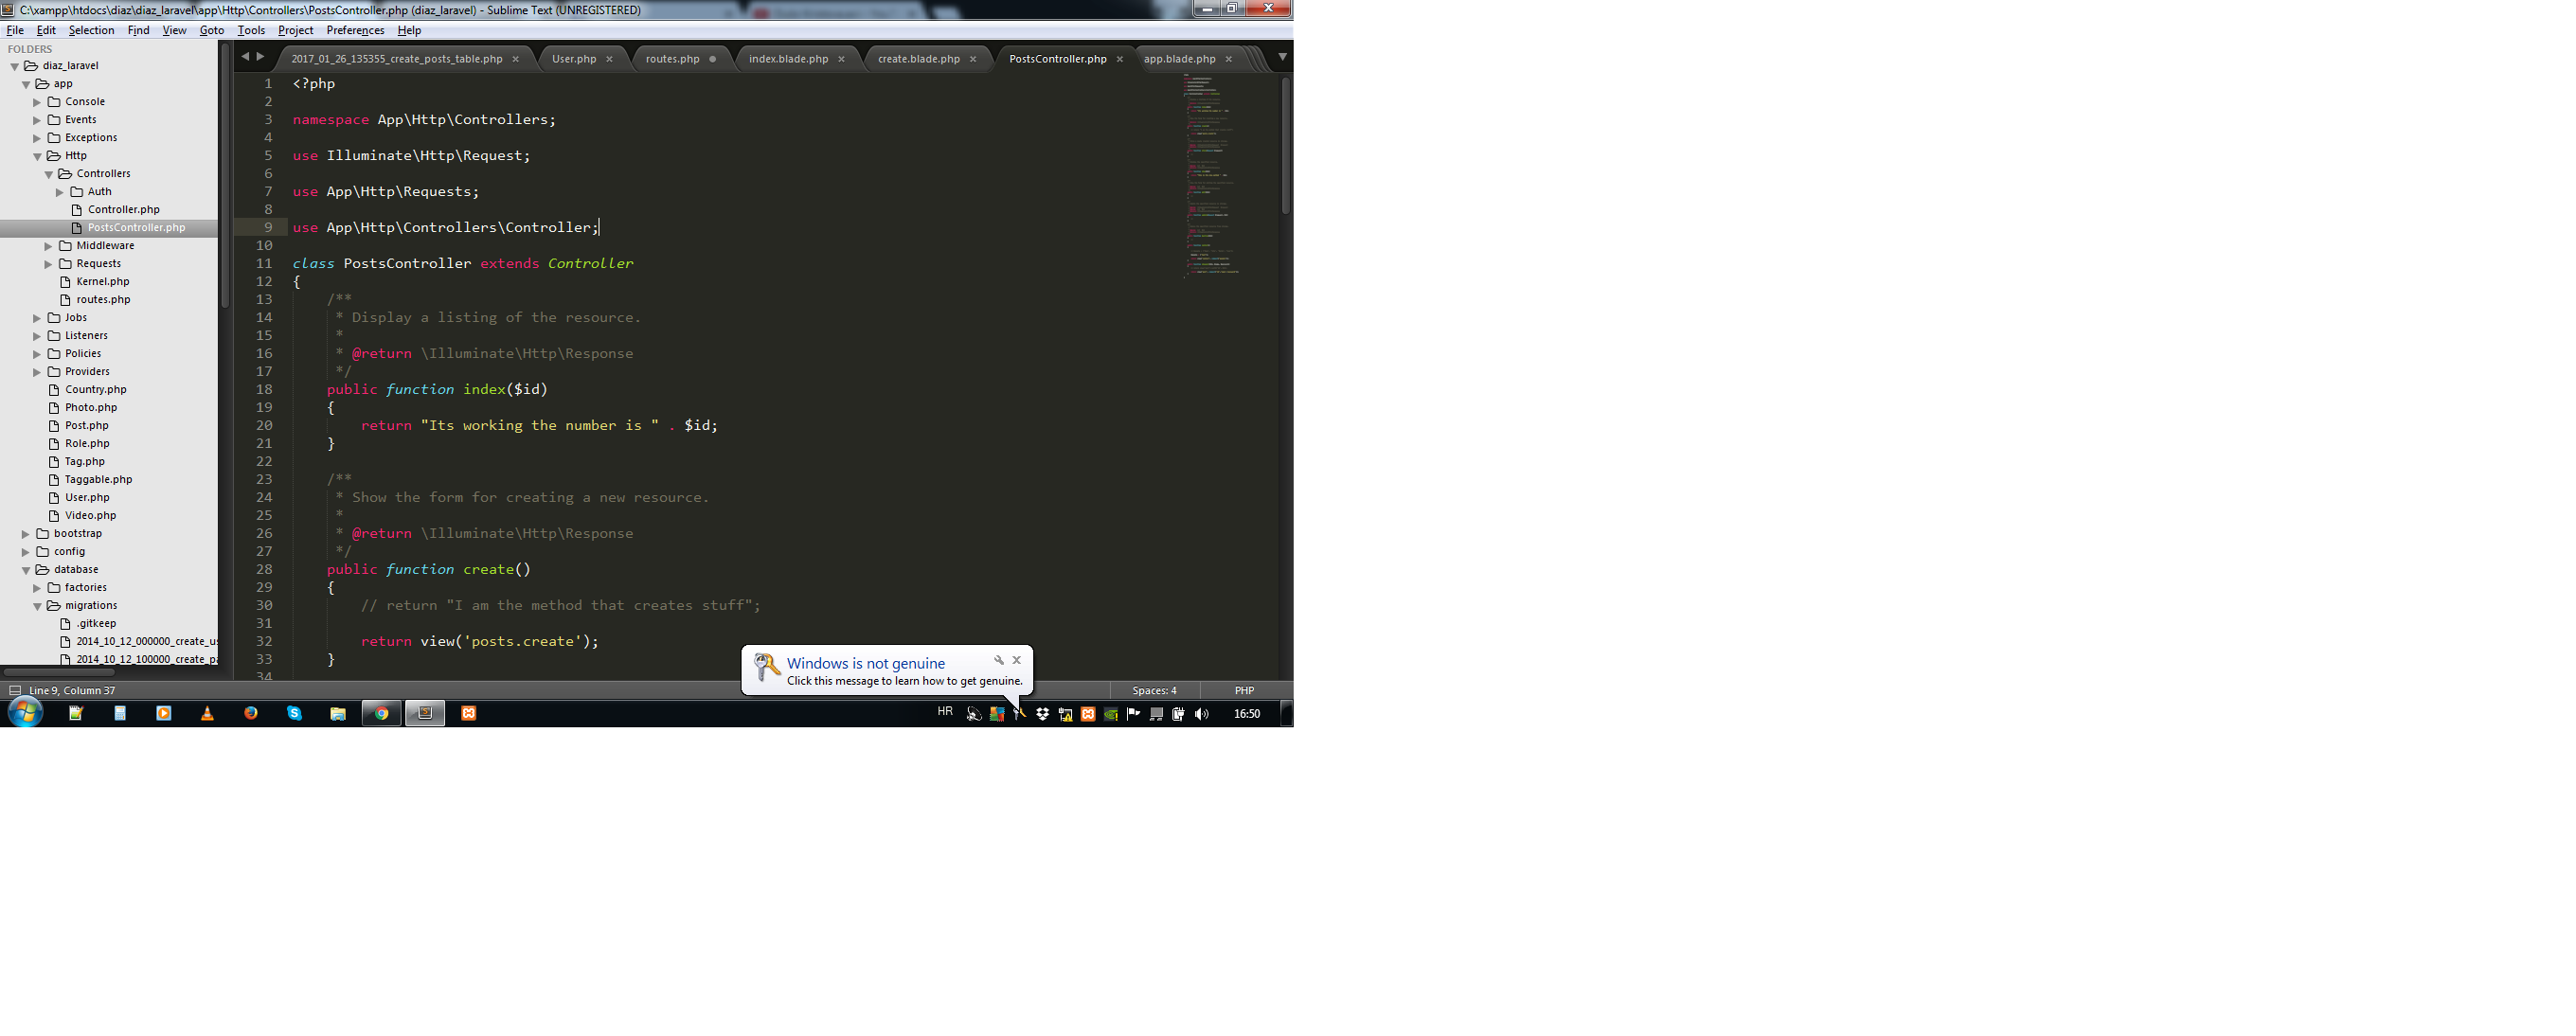 C:\xampp\htdocs\diaz\diaz_laravel\app\Http\Controllers\PostsController.php (diaz_laravel) - Sublime Text (UNREGISTERED)
File Edit Selection Find View Goto Tools Project Preferences Help
FOLDERS
diaz_laravel
app
Console
Events
Exceptions
Http
Controllers
Auth
Controller.php
PostsController.php
Middleware
Requests
Kernel.php
routes.php
Jobs
Listeners
Policies
Providers
Country.php
Photo.php
Post.php
Role.php
Tag.php
Taggable.php
User.php
Video.php
bootstrap
config
database
factories
migrations
.gitkeep
2014_10_12_000000_create_us
2014_10_12_100000_create_pa
2017_01_26_135355_create_posts_table.php User.php routes.php index.blade.php create.blade.php PostsController.php app.blade.php
1 <?php
2
3 namespace App\Http\Controllers;
4
5 use Illuminate\Http\Request;
6
7 use App\Http\Requests;
8
9 use App\Http\Controllers\Controller;
10
11 class PostsController extends Controller
12 {
13     /**
14      * Display a listing of the resource.
15      *
16      * @return \Illuminate\Http\Response
17      */
18     public function index($id)
19     {
20         return "Its working the number is " . $id;
21     }
22
23     /**
24      * Show the form for creating a new resource.
25      *
26      * @return \Illuminate\Http\Response
27      */
28     public function create()
29     {
30         // return "I am the method that creates stuff";
31
32         return view('posts.create');
33     }
34
Windows is not genuine
Click this message to learn how to get genuine.
Line 9, Column 37 Spaces: 4 PHP
HR 16:50